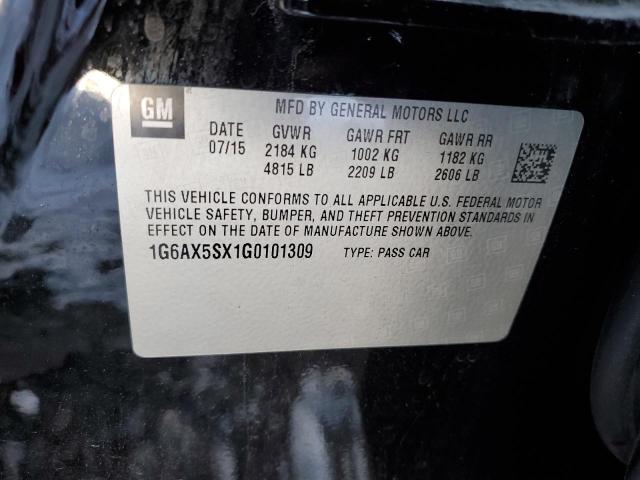 GM
MFD BY GENERAL MOTORS LLC
DATE GVWR GAWR FRT GAWR RR
07/15 2184 KG 1002 KG 1182 KG
4815 LB 2209 LB 2606 LB
THIS VEHICLE CONFORMS TO ALL APPLICABLE U.S. FEDERAL MOTOR
VEHICLE SAFETY, BUMPER, AND THEFT PREVENTION STANDARDS IN
EFFECT ON THE DATE OF MANUFACTURE SHOWN ABOVE.
1G6AX5SX1G0101309 TYPE: PASS CAR